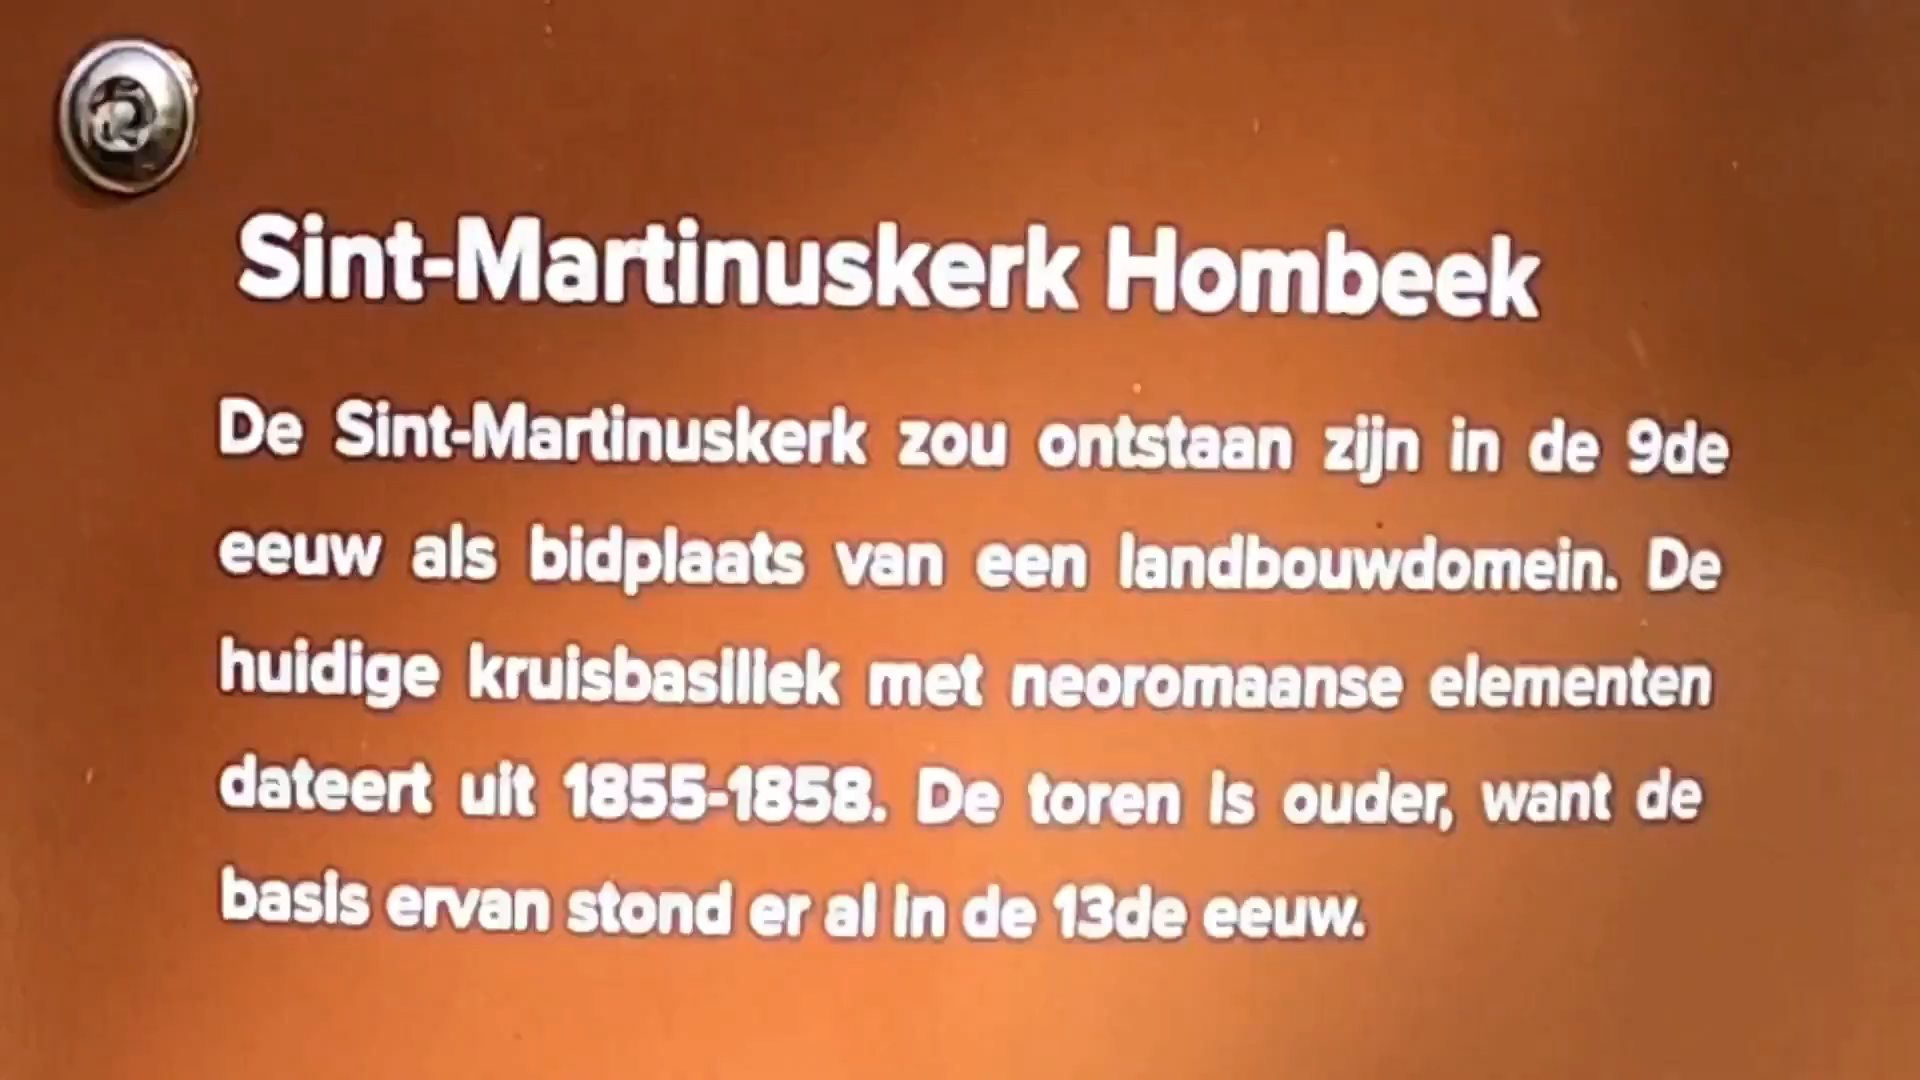 Sint-Martinuskerk Hombeek
De Sint-Martinuskerk zou ontstaan zijn in de 9de
eeuw als bidplaats van een landbouwdomein. De
huidige kruisbasiliek met neoromaanse elementen
dateert uit 1855-1858. De toren is ouder, want de
basis ervan stond er al in de 13de eeuw.